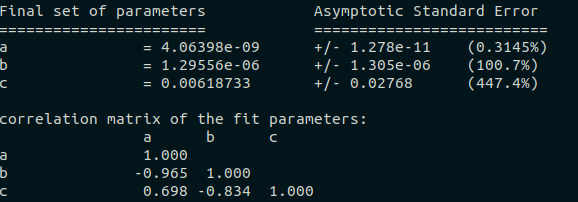 Final set of parameters            Asymptotic Standard Error
=======================            ==========================
a               = 4.06398e-09      +/- 1.278e-11    (0.3145%)
b               = 1.29556e-06      +/- 1.305e-06    (100.7%)
c               = 0.00618733       +/- 0.02768      (447.4%)
correlation matrix of the fit parameters:
                a      b      c
a               1.000
b              -0.965  1.000
c               0.698 -0.834  1.000